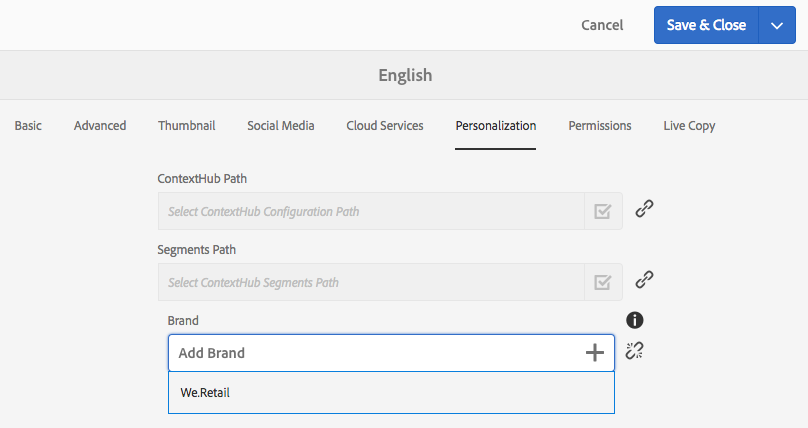 Cancel Save & Close
English
Basic Advanced Thumbnail Social Media Cloud Services Personalization Permissions Live Copy
ContextHub Path
Select ContextHub Configuration Path
Segments Path
Select ContextHub Segments Path
Brand
Add Brand
We.Retail